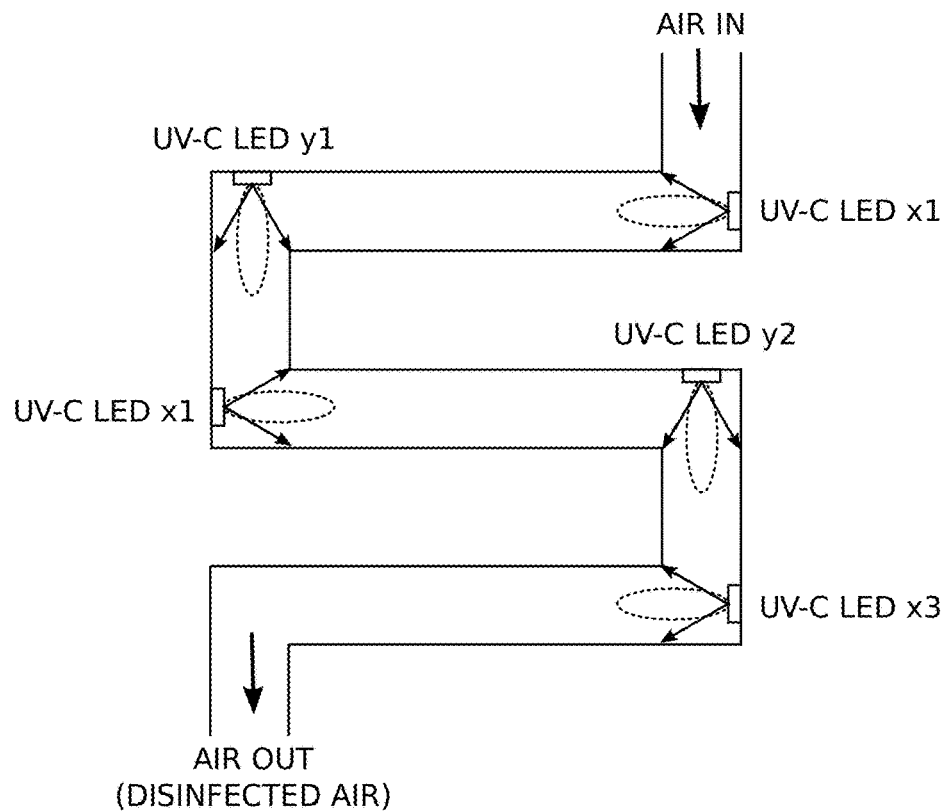 AIR IN
UV-C LED y1
UV-C LED x1
UV-C LED y2
UV-C LED x1
UV-C LED x3
AIR OUT
(DISINFECTED AIR)